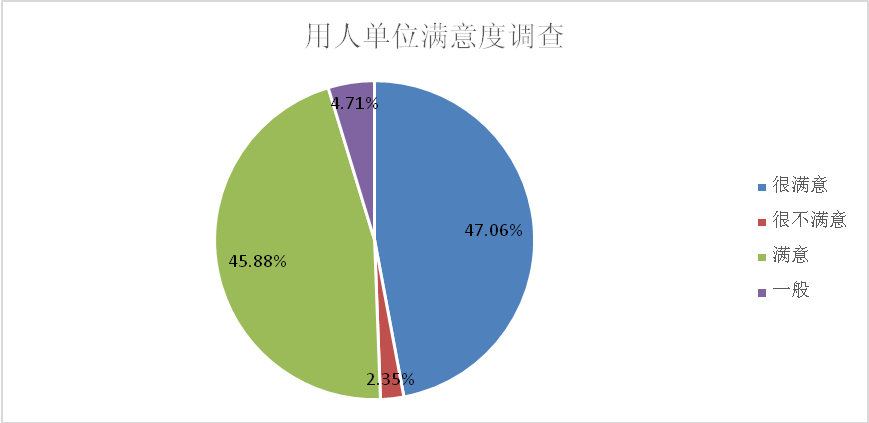 用人单位满意度调查
4.71%
47.06%
45.88%
2.35%
很满意
很不满意
满意
一般